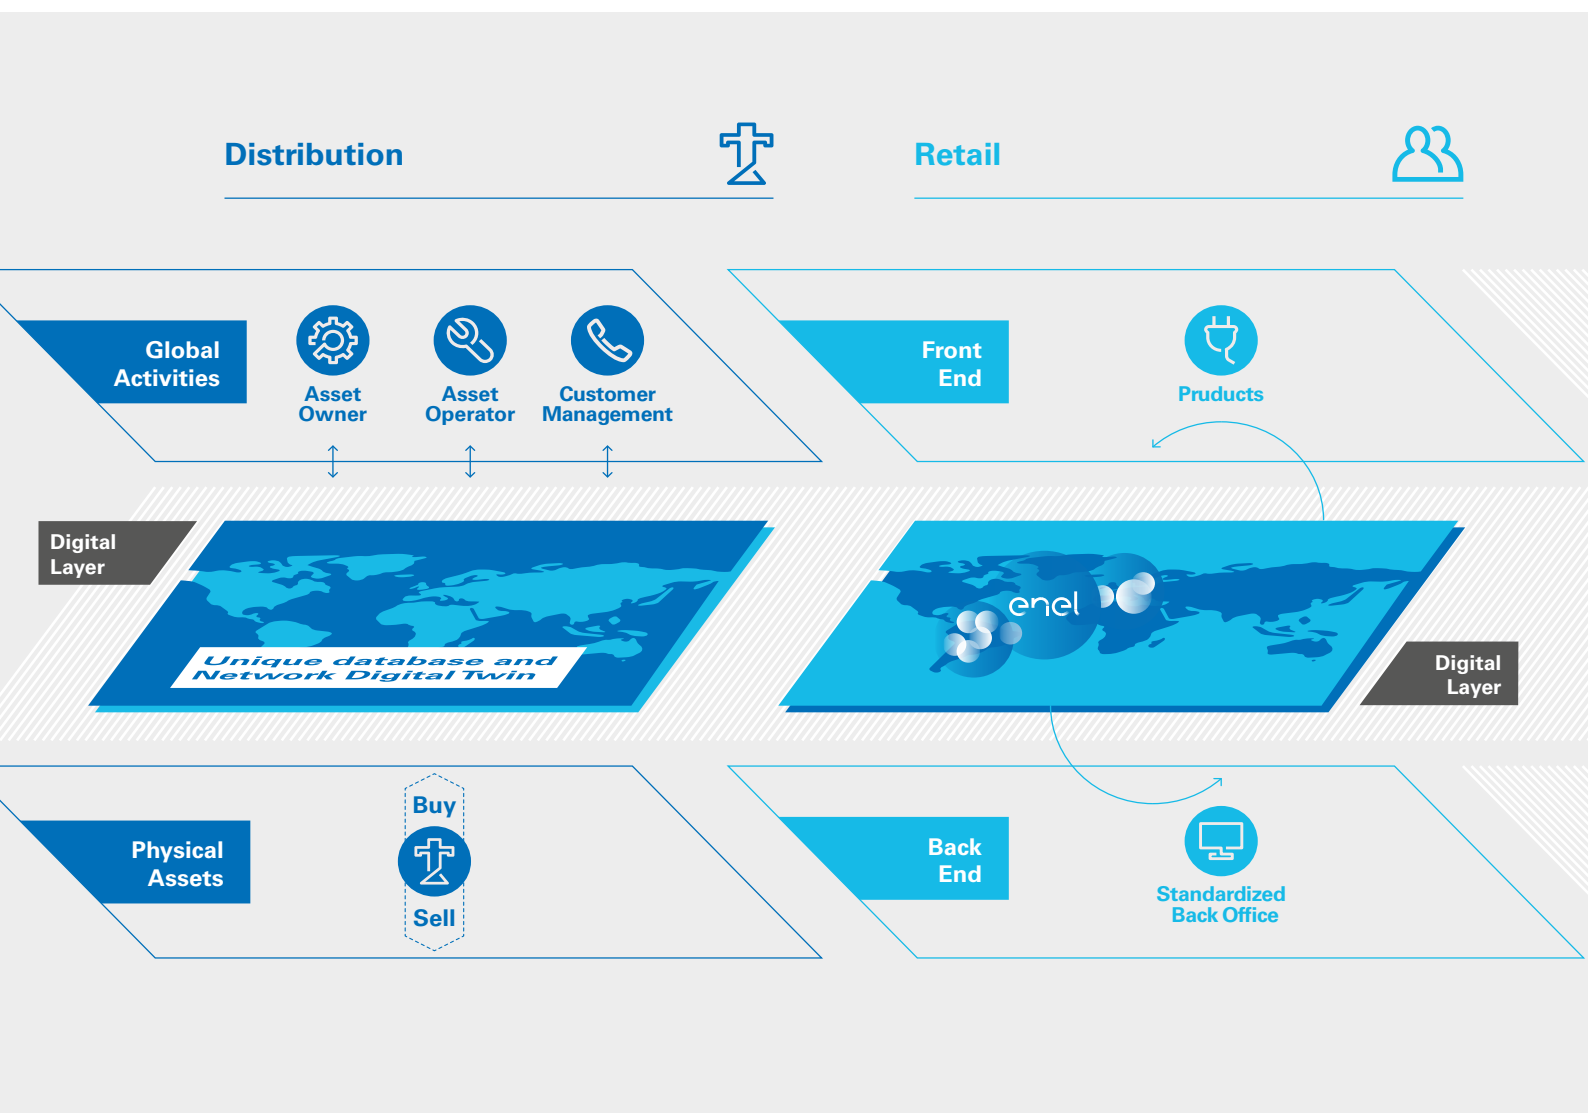 Distribution
Retail
Global
Activities
Asset
Owner
Asset
Operator
Customer
Management
Front
End
Pruducts
Digital
Layer
Unique database and
Network Digital Twin
enel
Digital
Layer
Physical
Assets
Buy
Sell
Back
End
Standardized
Back Office